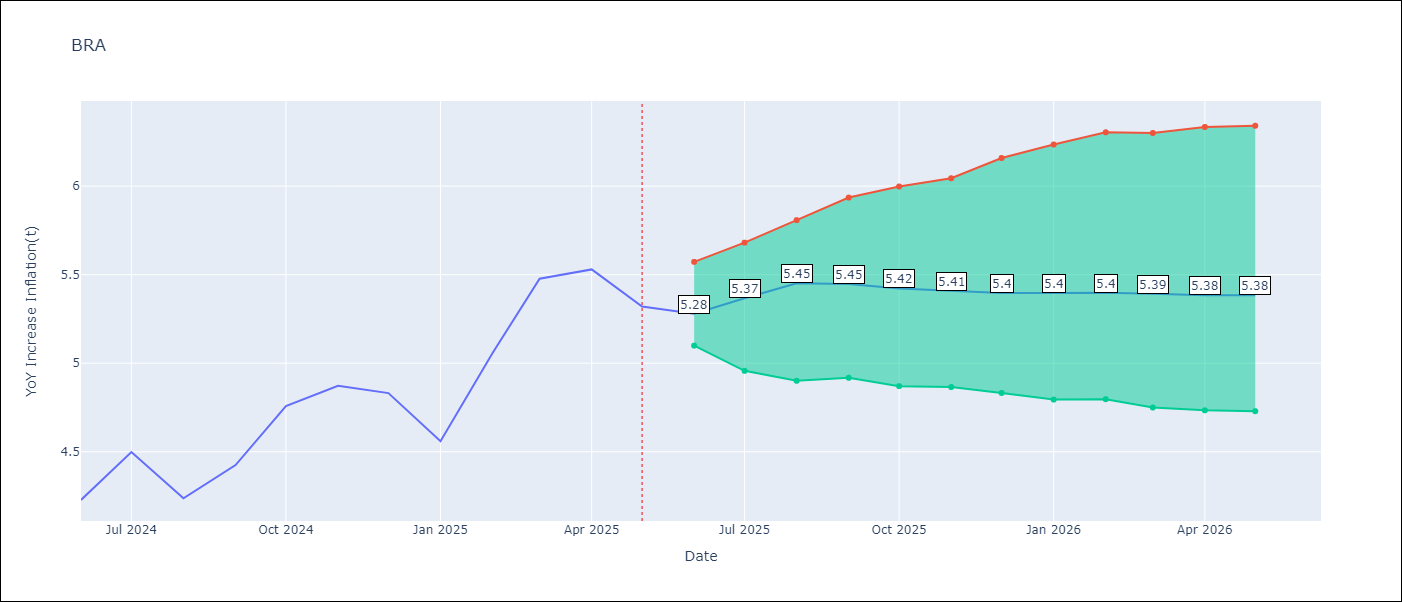 BRA
YoY Increase Inflation(t)
6
5.5
5
4.5
5.28
5.37
5.45
5.45
5.42
5.41
5.4
5.4
5.4
5.39
5.38
5.38
Jul 2024
Oct 2024
Jan 2025
Apr 2025
Jul 2025
Oct 2025
Jan 2026
Apr 2026
Date